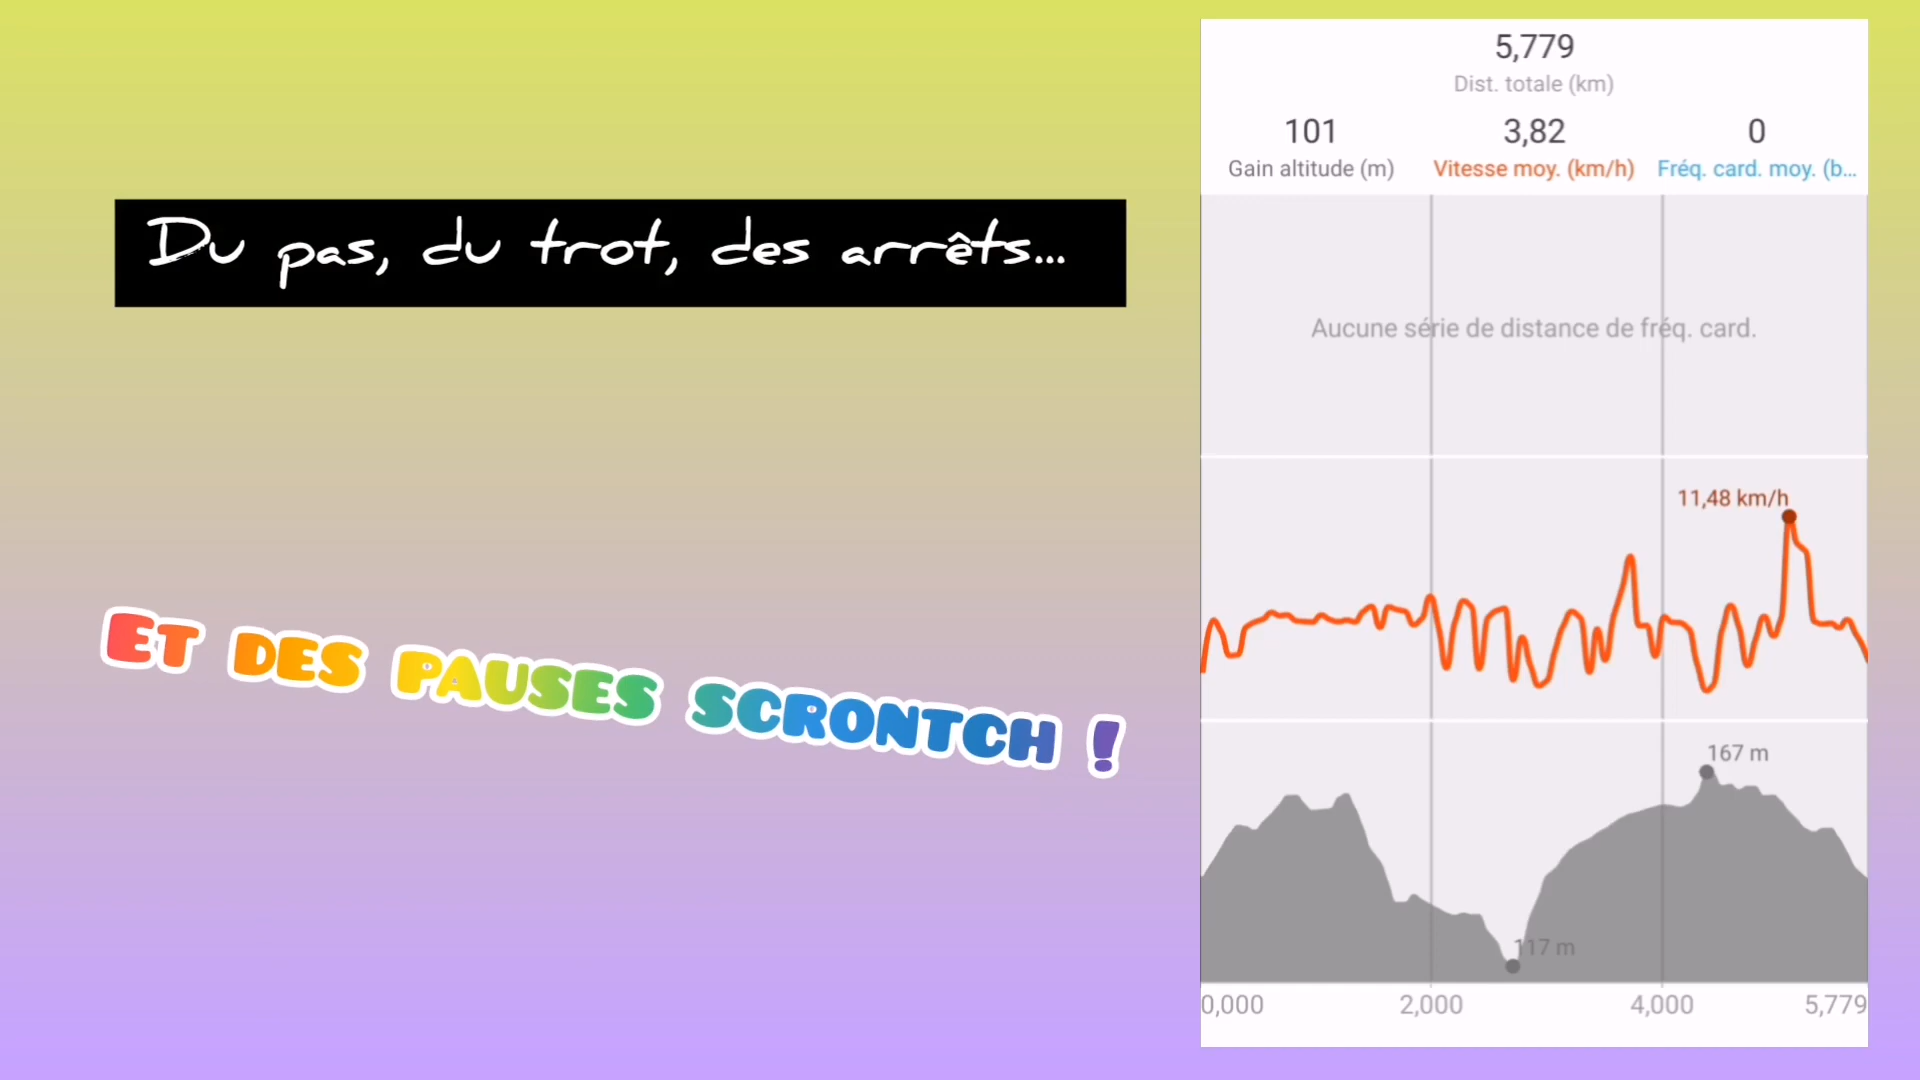 Du pas, du trot, des arrêts...
ET DES PAUSES SCRONTCH !
5,779
Dist. totale (km)
101
3,82
0
Gain altitude (m)
Vitesse moy. (km/h)
Fréq. card. moy. (b...
Aucune série de distance de fréq. card.
11,48 km/h
167 m
117 m
0,000
2,000
4,000
5,779